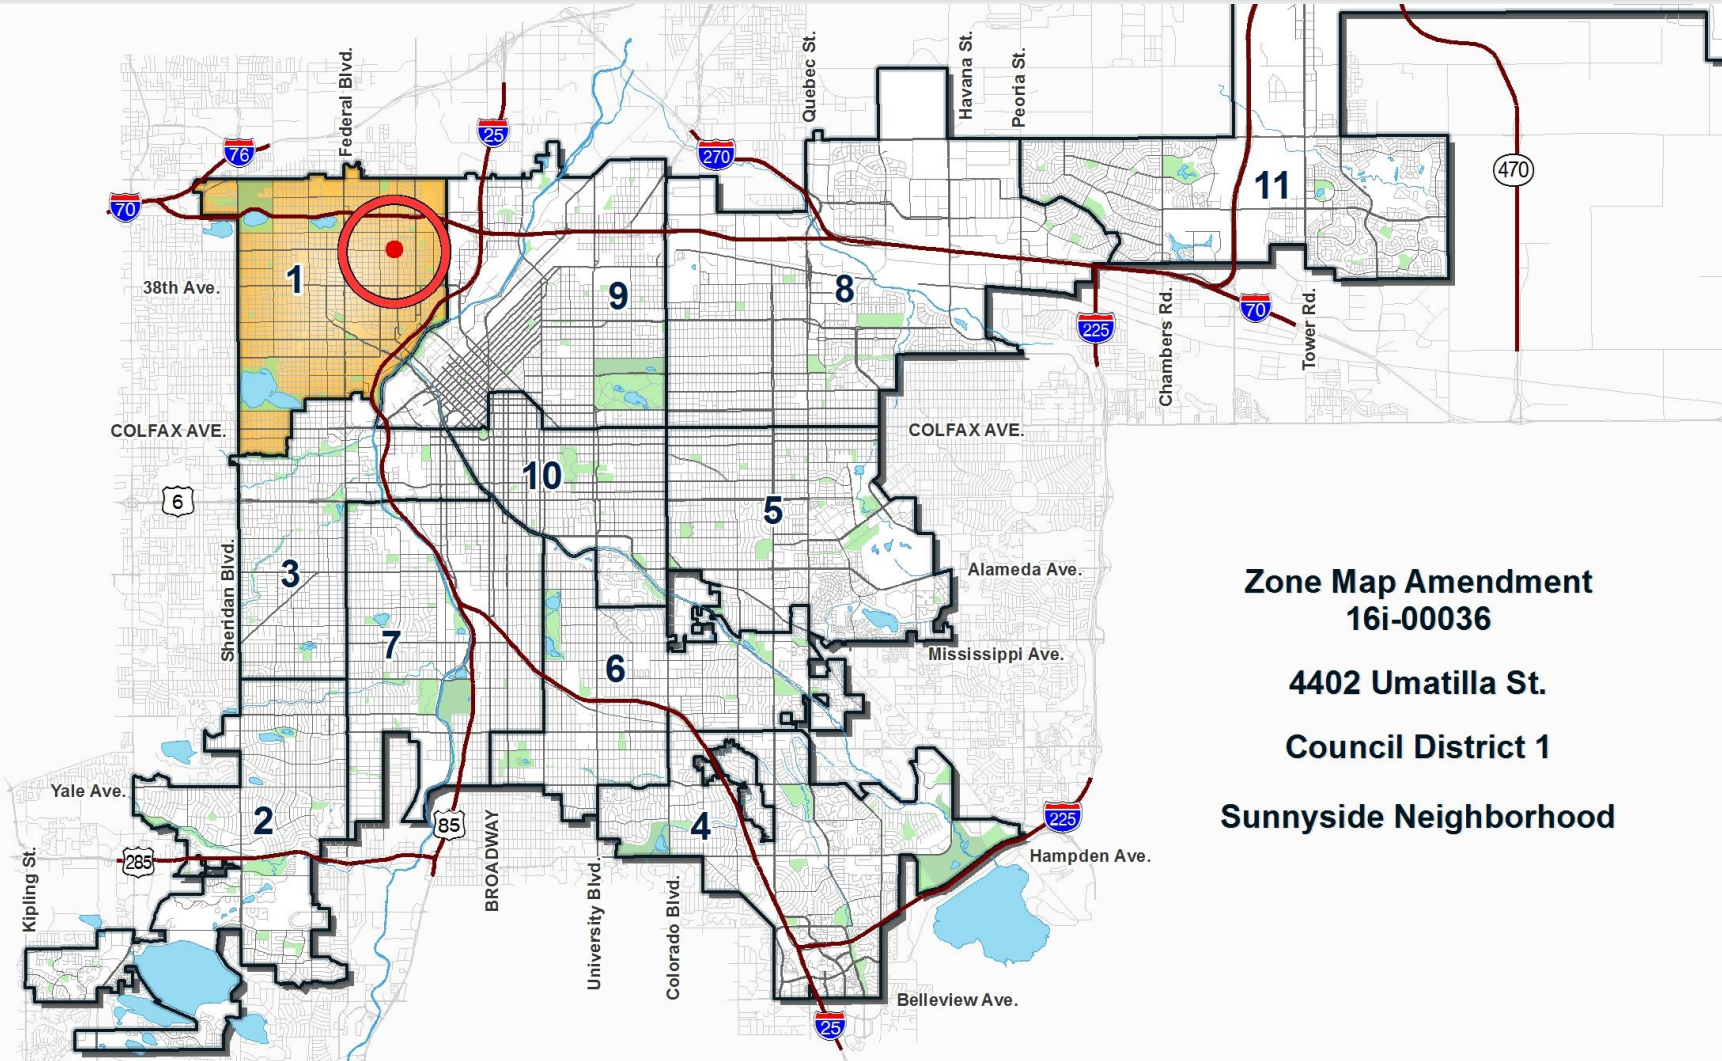 Federal Blvd.
Quebec St.
Havana St.
Peoria St.
76
25
270
70
470
11
1
9
8
38th Ave.
225
70
Chambers Rd.
Tower Rd.
COLFAX AVE.
COLFAX AVE.
6
10
5
3
Sheridan Blvd.
Alameda Ave.
7
6
Mississippi Ave.
Yale Ave.
2
85
4
225
285
Hampden Ave.
Kipling St.
BROADWAY
University Blvd.
Colorado Blvd.
Belleview Ave.
25
Zone Map Amendment
16i-00036
4402 Umatilla St.
Council District 1
Sunnyside Neighborhood